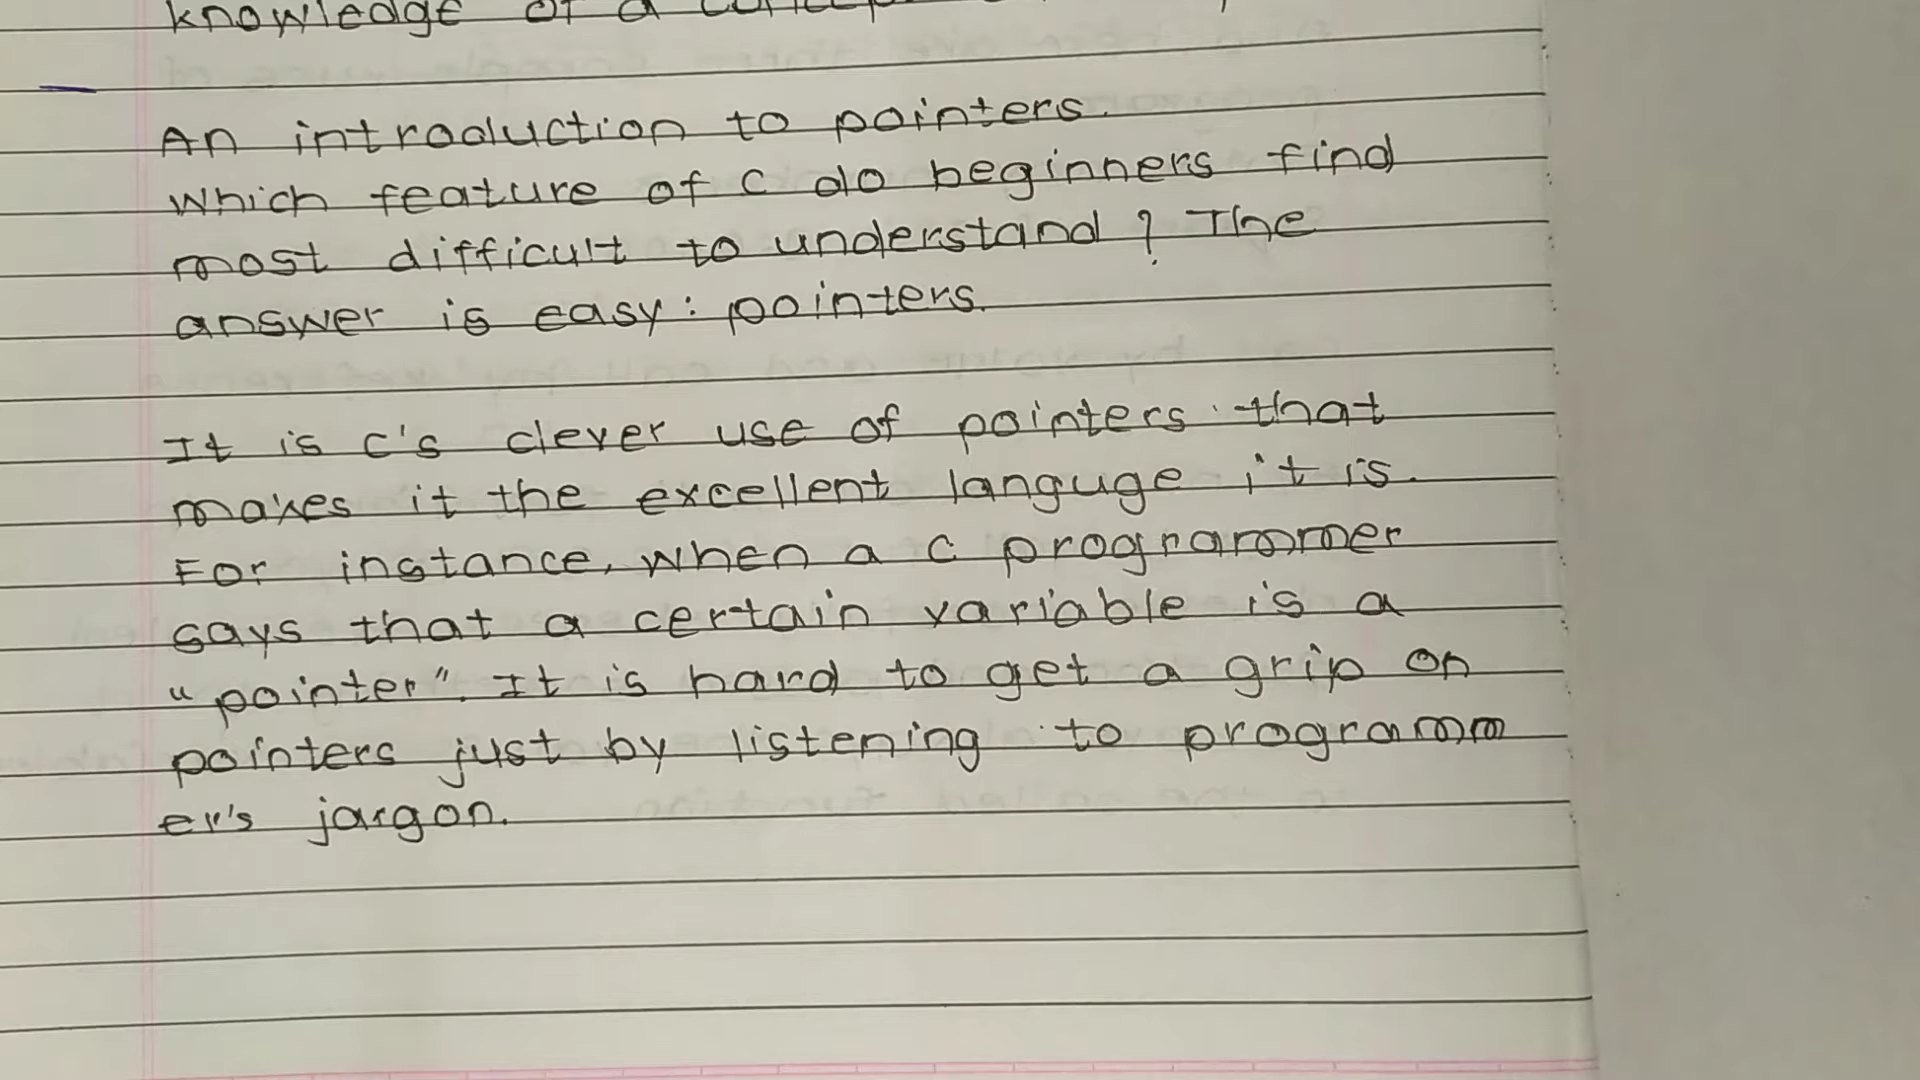 knowledge of a concep
An introduction to pointers.
Which feature of C do beginners find
most difficult to understand? The
answer is easy: pointers.
It is C's clever use of pointers that
makes it the excellent languge it is.
For instance, when a C programmer
says that a certain variable is a
"pointer". It is hard to get a grip on
pointers just by listening to programm
er's jargon.